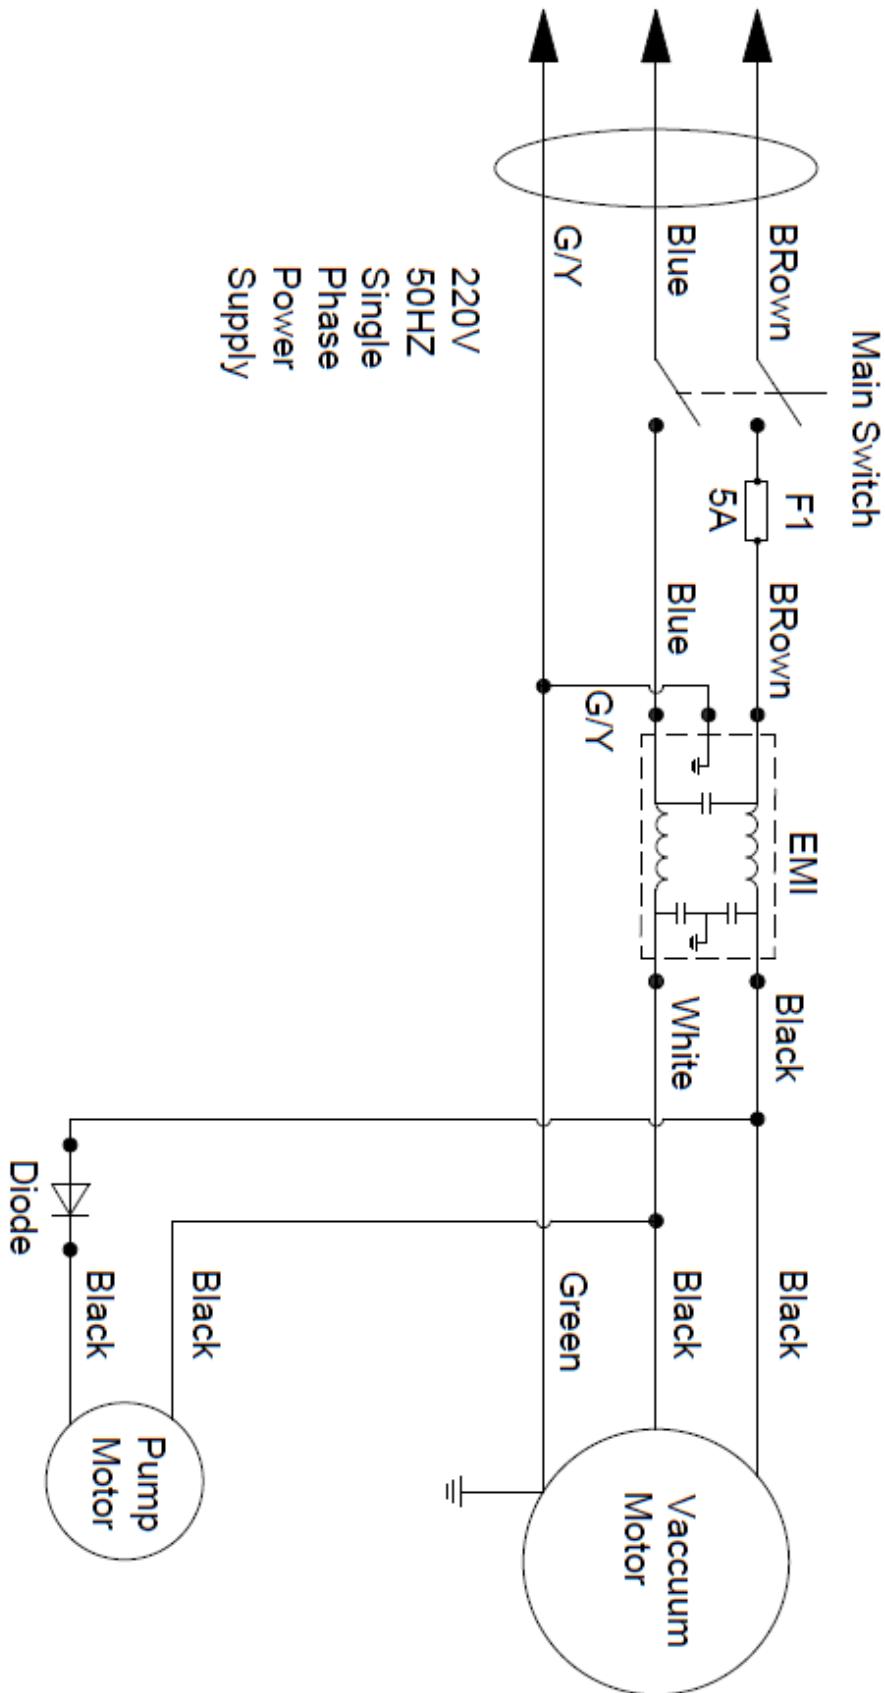 Main Switch
BRown
F1
5A
BRown
EMI
Black
Black
Blue
Blue
White
Black
G/Y
G/Y
Green
220V
50HZ
Single
Phase
Power
Supply
Vaccuum
Motor
Black
Diode
Black
Pump
Motor